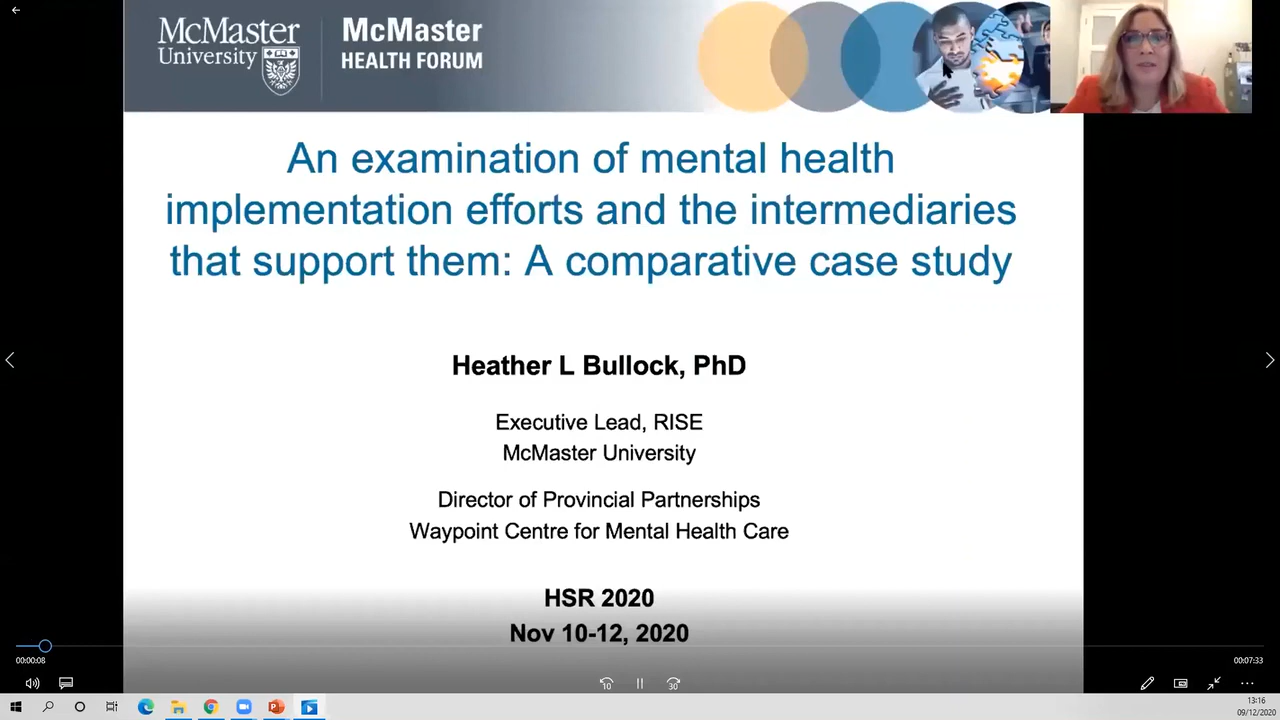 McMaster
University
McMaster
HEALTH FORUM
An examination of mental health
implementation efforts and the intermediaries
that support them: A comparative case study
Heather L Bullock, PhD
Executive Lead, RISE
McMaster University
Director of Provincial Partnerships
Waypoint Centre for Mental Health Care
HSR 2020
Nov 10-12, 2020
00:00:08
00:07:33
10
30
13:16
09/12/2020